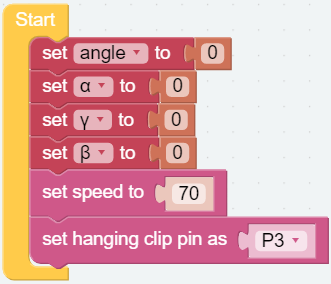 Start
set angle to 0
set α to 0
set γ to 0
set β to 0
set speed to 70
set hanging clip pin as P3